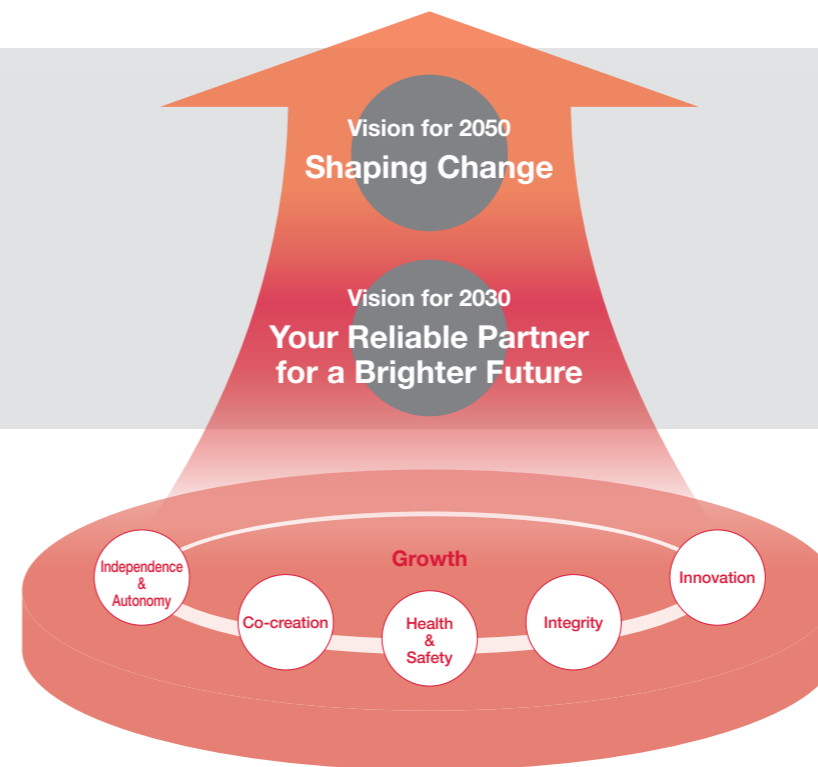 Vision for 2050
Shaping Change
Vision for 2030
Your Reliable Partner
for a Brighter Future
Growth
Independence
&
Autonomy
Co-creation
Health
&
Safety
Integrity
Innovation